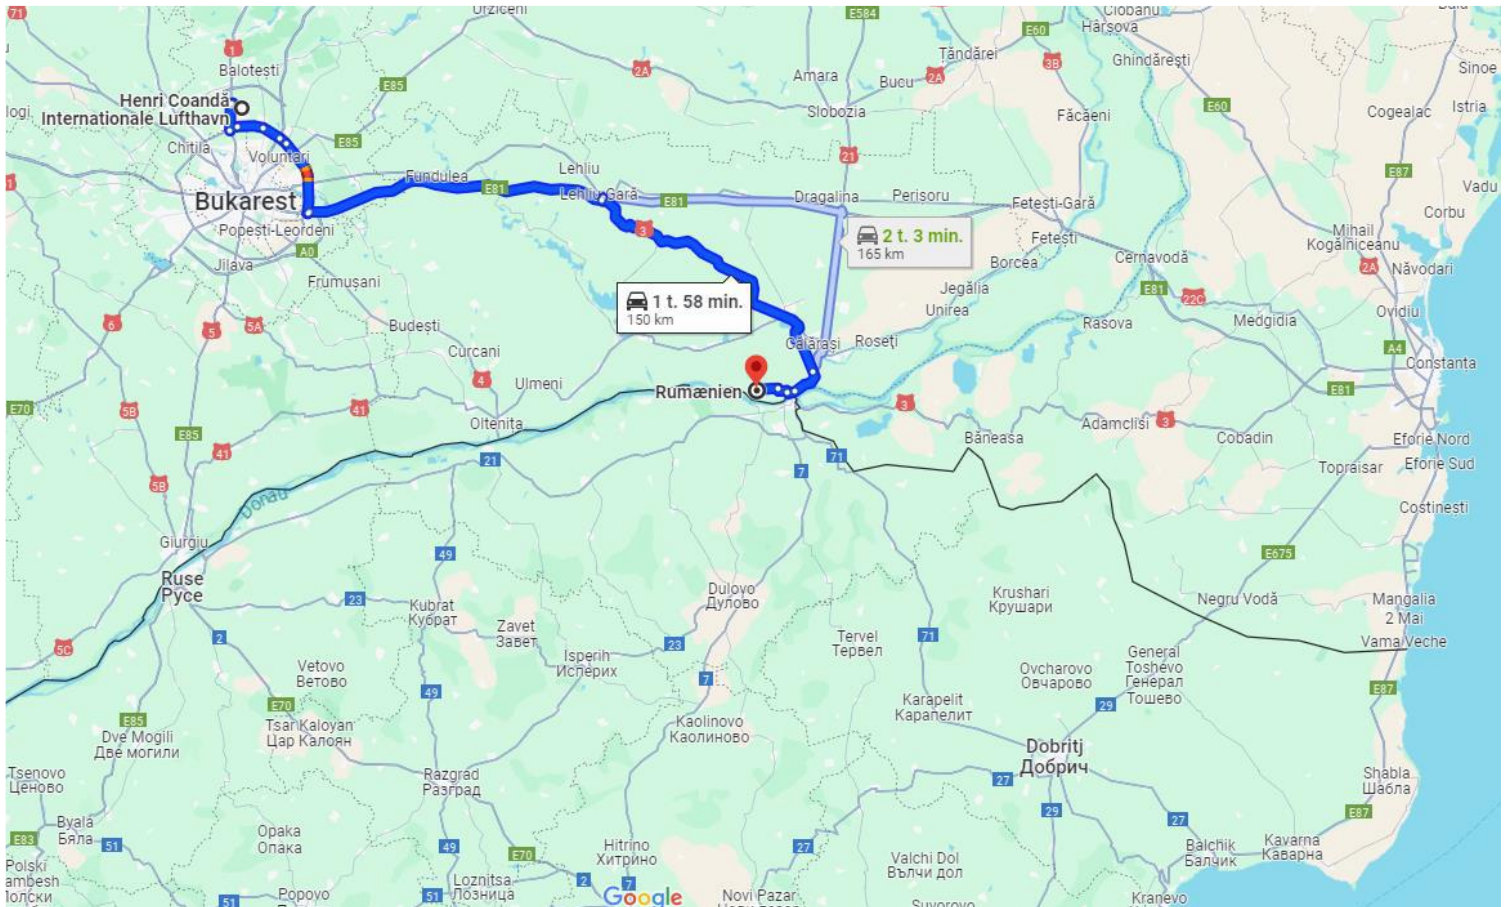 71
Urziceni
E584
Ciobanu
Hârșova
E60
1
2A
Țăndărei
3B
Ghindărești
Sinoe
Balotești
E85
Amara
Bucu
2A
Slobozia
E60
Cogealac
Istria
Henri Coandă
Internationale Lufthavn
Făcăeni
Chitila
Voluntari
E85
Lehliu
21
E87
Vadu
Fundulea
E81
Lehliu Gară
E81
Dragalina
Perișoru
Fetești-Gară
Corbu
Bukarest
Popești-Leordeni
3
2 t. 3 min.
165 km
Fetești
Mihail
Kogălniceanu
A0
Jilava
Borcea
Cernavodă
2A
Năvodari
Frumușani
Jegălia
E81
22C
1 t. 58 min.
150 km
Unirea
Ovidiu
6
5
5A
Budești
Rasova
Medgidia
Curcani
Călărași
Roseți
A4
Constanța
4
Ulmeni
Rumænien
E81
E70
5B
41
3
Oltenița
Adamclisi
3
E85
Băneasa
Cobadin
Eforie Nord
41
21
71
Topraisar
Eforie Sud
5B
7
Donau
Costinești
Giurgiu
49
E675
Ruse
Русе
Dulovo
Дулово
Krushari
Крушари
23
Kubrat
Кубрат
Negru Vodă
Mangalia
2 Mai
Zavet
Завет
2
71
Tervel
Тервел
Vama Veche
5C
23
General
Toshevo
Генерал
Тошево
Vetovo
Ветово
Isperih
Исперих
Ovcharovo
Овчарово
7
49
E87
E70
Karapelit
Карапелит
29
E85
Tsar Kaloyan
Цар Калоян
Kaolinovo
Каолиново
Dve Mogili
Две могили
Dobritj
Добрич
Tsenovo
Ценово
Razgrad
Разград
27
Shabla
Шабла
29
E87
Byala
Бяла
27
E83
51
Opaka
Опака
49
Hitrino
Хитрино
27
Balchik
Балчик
Kavarna
Каварна
E70
Valchi Dol
Вълчи дол
Polski
Loznitsa
Лозница
2
7
Google
Novi Pazar
Kranevo
51
Popovo
51
Suvorovo